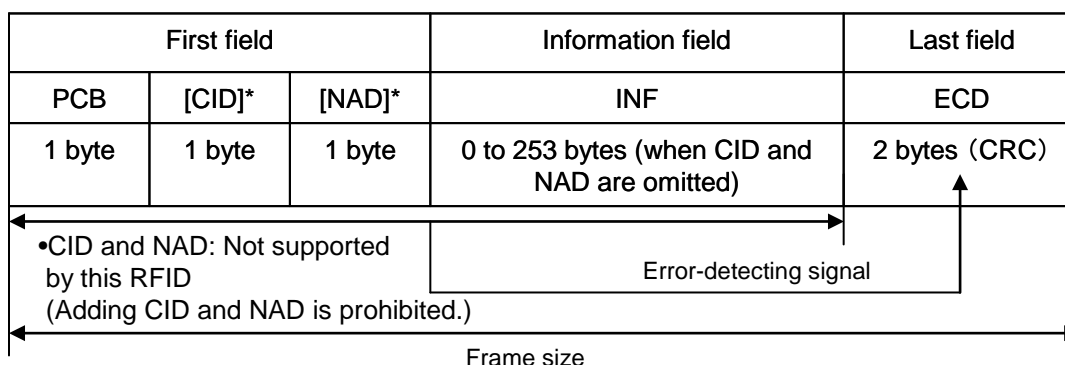 First field Information field Last field
PCB [CID]* [NAD]* INF ECD
1 byte 1 byte 1 byte 0 to 253 bytes (when CID and 2 bytes（CRC）
NAD are omitted)
•CID and NAD: Not supported
by this RFID
Error-detecting signal
(Adding CID and NAD is prohibited.)
Frame size